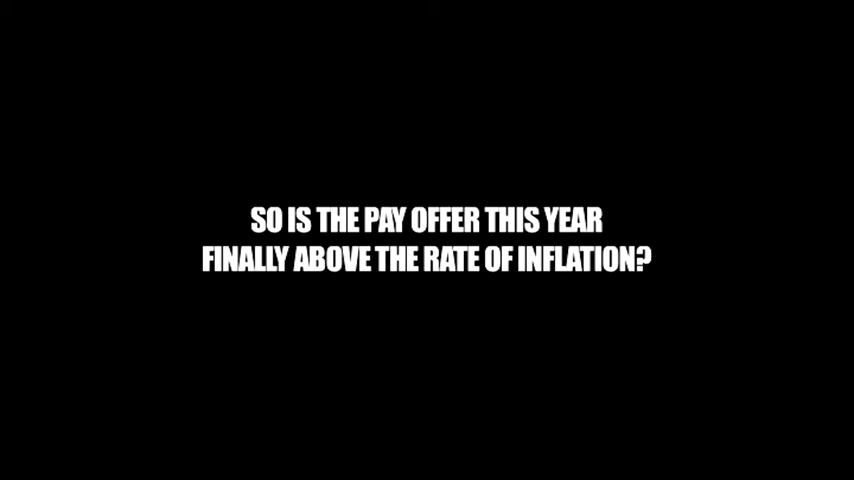 SO IS THE PAY OFFER THIS YEAR
FINALLY ABOVE THE RATE OF INFLATION?